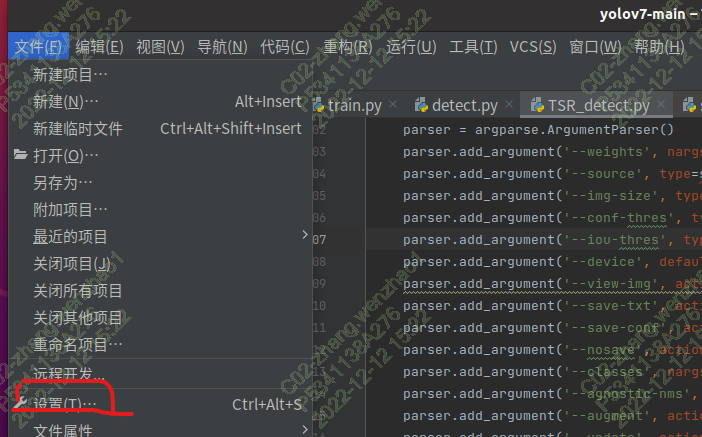 yolov7-main –
文件(F) 编辑(E) 视图(V) 导航(N) 代码(C) 重构(R) 运行(U) 工具(T) VCS(S) 窗口(W) 帮助(H)
新建项目…
新建(N)… Alt+Insert
新建临时文件 Ctrl+Alt+Shift+Insert
打开(O)…
另存为…
附加项目…
最近的项目
关闭项目(J)
关闭所有项目
关闭其他项目
重命名项目…
远程开发...
设置(T)… Ctrl+Alt+S
文件属性
train.py detect.py TSR_detect.py s
02 parser = argparse.ArgumentParser()
03 parser.add_argument('--weights', nargs
04 parser.add_argument('--source', type=s
05 parser.add_argument('--img-size', type
06 parser.add_argument('--conf-thres', ty
07 parser.add_argument('--iou-thres', typ
08 parser.add_argument('--device', defaul
09 parser.add_argument('--view-img', acti
10 parser.add_argument('--save-txt', acti
11 parser.add_argument('--save-conf', act
12 parser.add_argument('--nosave', action
13 parser.add_argument('--classes', nargs
14 parser.add_argument('--agnostic-nms',
15 parser.add_argument('--augment', actio
16 parser.add_argument('--update', action